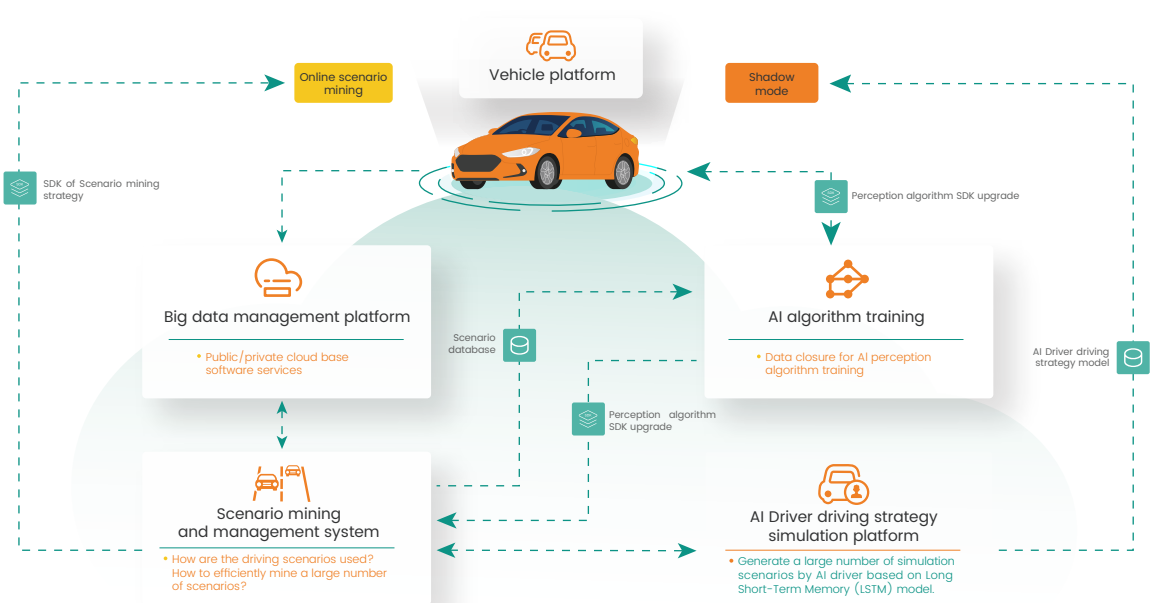 Vehicle platform
Online scenario
mining
Shadow
mode
SDK of Scenario mining
strategy
Perception algorithm SDK upgrade
Big data management platform
• Public/private cloud base
software services
AI algorithm training
• Data closure for AI perception
algorithm training
Scenario
database
AI Driver driving
strategy model
Perception algorithm
SDK upgrade
Scenario mining
and management system
• How are the driving scenarios used?
How to efficiently mine a large number
of scenarios?
AI Driver driving strategy
simulation platform
• Generate a large number of simulation
scenarios by AI driver based on Long
Short-Term Memory (LSTM) model.